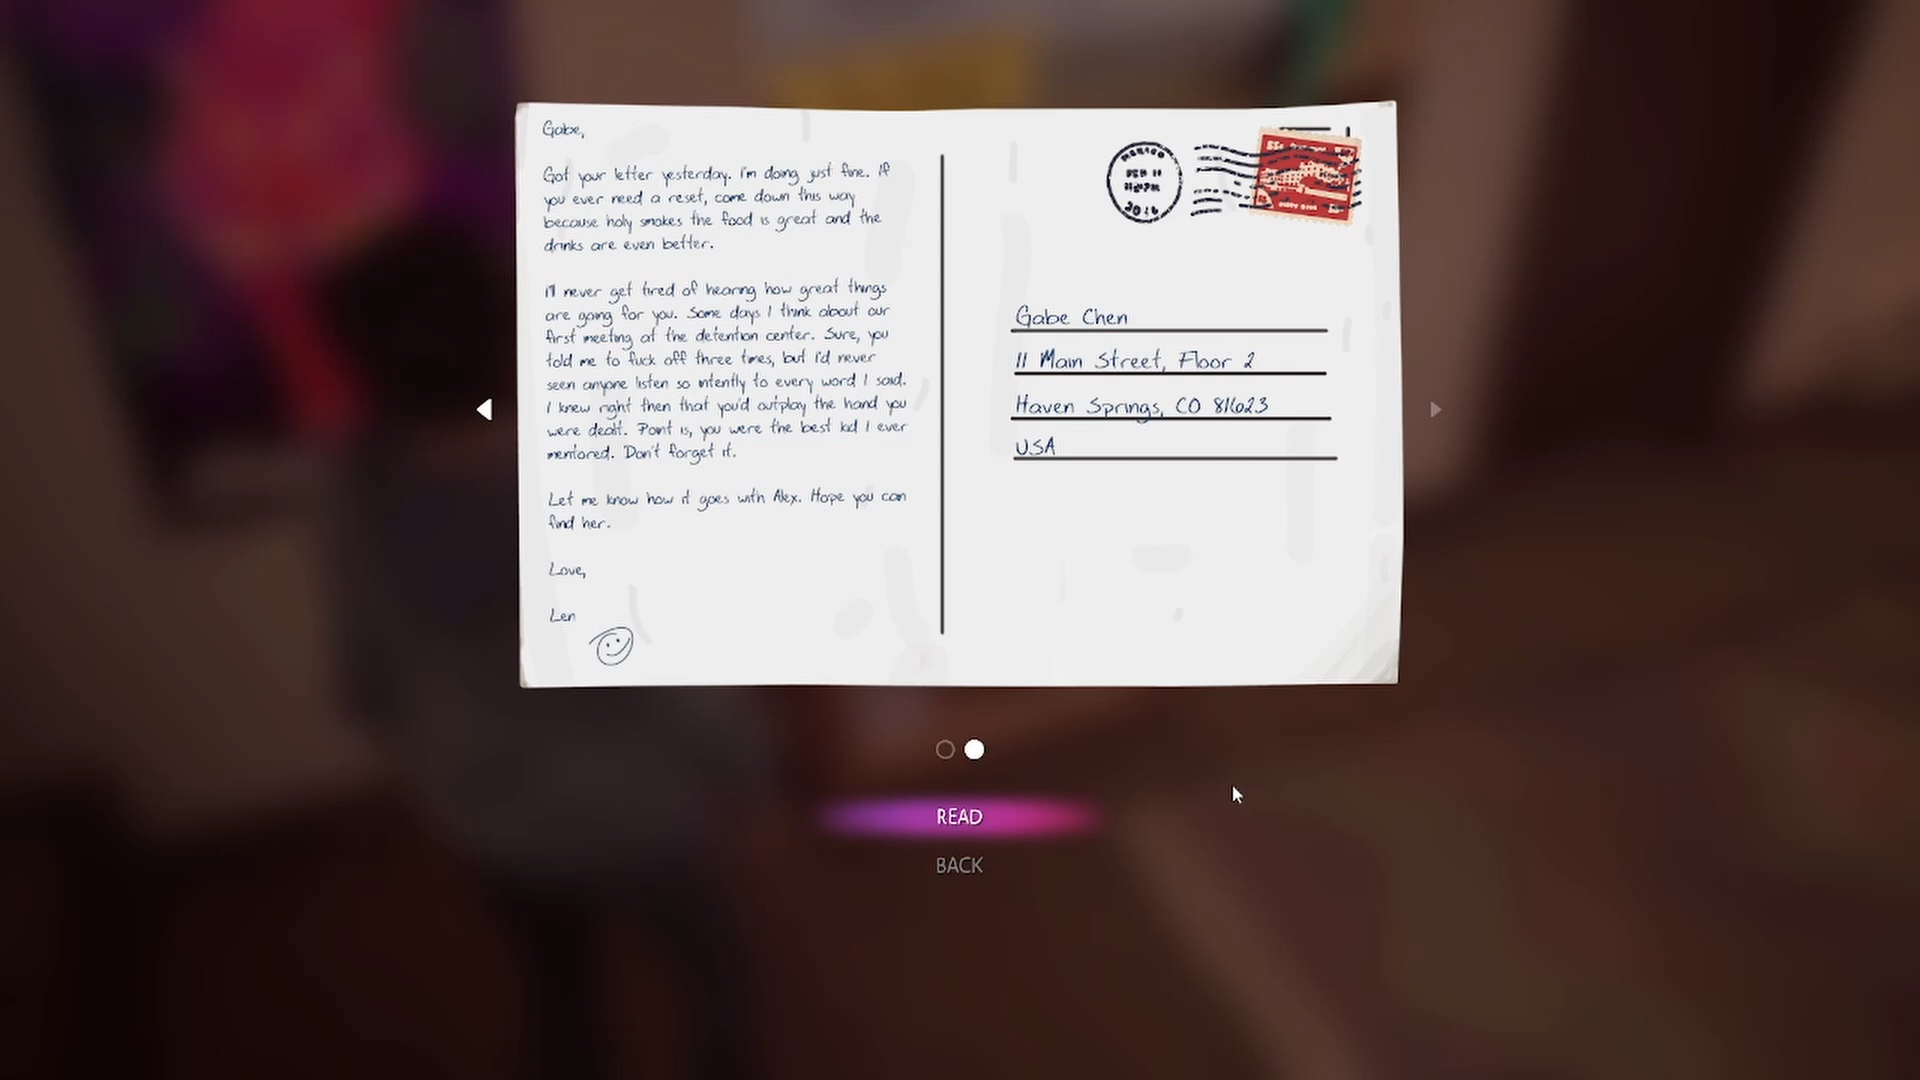 Gabe,
Got your letter yesterday. I'm doing just fine. If
you ever need a reset, come down this way
because holy smokes the food is great and the
drinks are even better.
I'll never get tired of hearing how great things
are going for you. Some days I think about our
first meeting at the detention center. Sure, you
told me to fuck off three times, but I'd never
seen anyone listen so intently to every word I said.
I knew right then that you'd outplay the hand you
were dealt. Point is, you were the best kid I ever
mentored. Don't forget it.
Let me know how it goes with Alex. Hope you can
find her.
Love,
Len
MEXICO
FEB 11
Gabe Chen
11 Main Street, Floor 2
Haven Springs, CO 81623
USA
READ
BACK